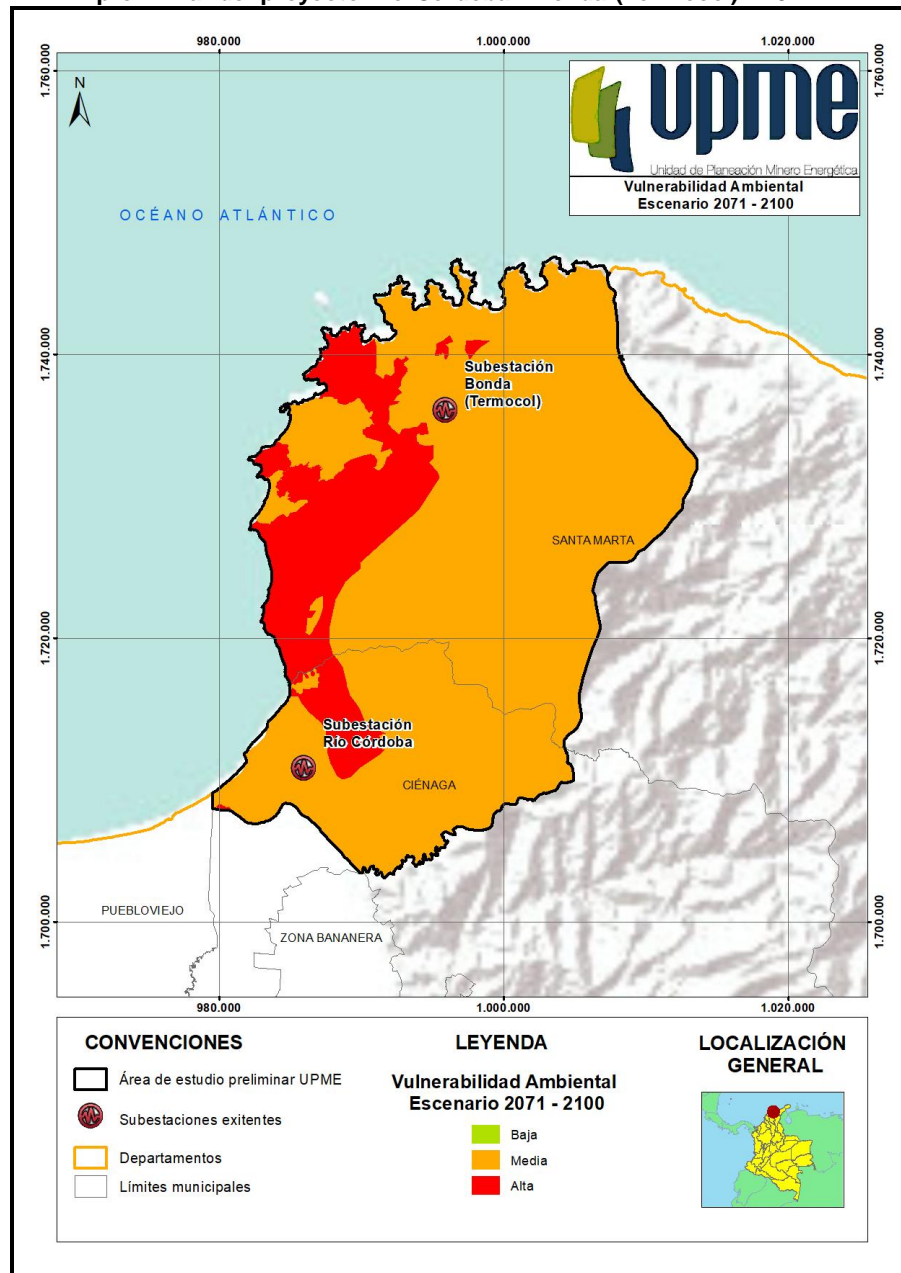 980.000
1.000.000
1.020.000
1.760.000
1.760.000
N
upme
Unidad de Planeación Minero Energética
Vulnerabilidad Ambiental
Escenario 2071 - 2100
OCÉANO ATLÁNTICO
1.740.000
1.740.000
Subestación
Bonda
(Termocol)
SANTA MARTA
1.720.000
1.720.000
Subestación
Río Córdoba
CIÉNAGA
1.700.000
1.700.000
PUEBLOVIEJO
ZONA BANANERA
980.000
1.000.000
1.020.000
CONVENCIONES
Área de estudio preliminar UPME
Subestaciones exitentes
Departamentos
Límites municipales
LEYENDA
Vulnerabilidad Ambiental
Escenario 2071 - 2100
Baja
Media
Alta
LOCALIZACIÓN
GENERAL